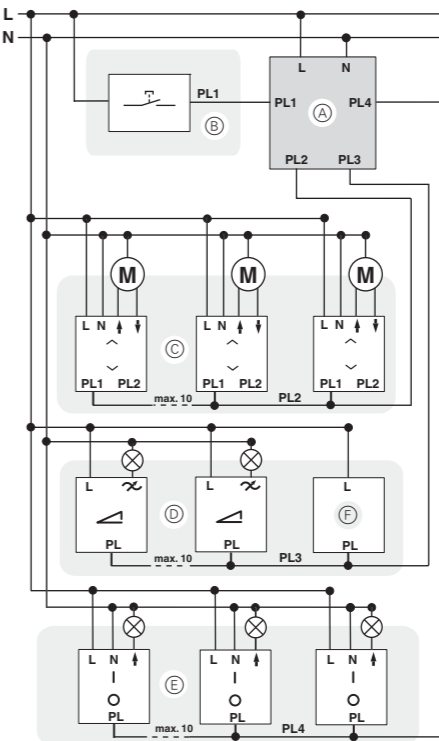 L
N
L N
PL1
PL1 PL4
A
B
PL2 PL3
M M M
L N L N L N
C
PL1 PL2 PL1 PL2 PL1 PL2
max. 10 PL2
L L L
D F
PL PL PL
max. 10 PL3
L N L N L N
I I I
E
O O O
PL PL PL
max. 10 PL4